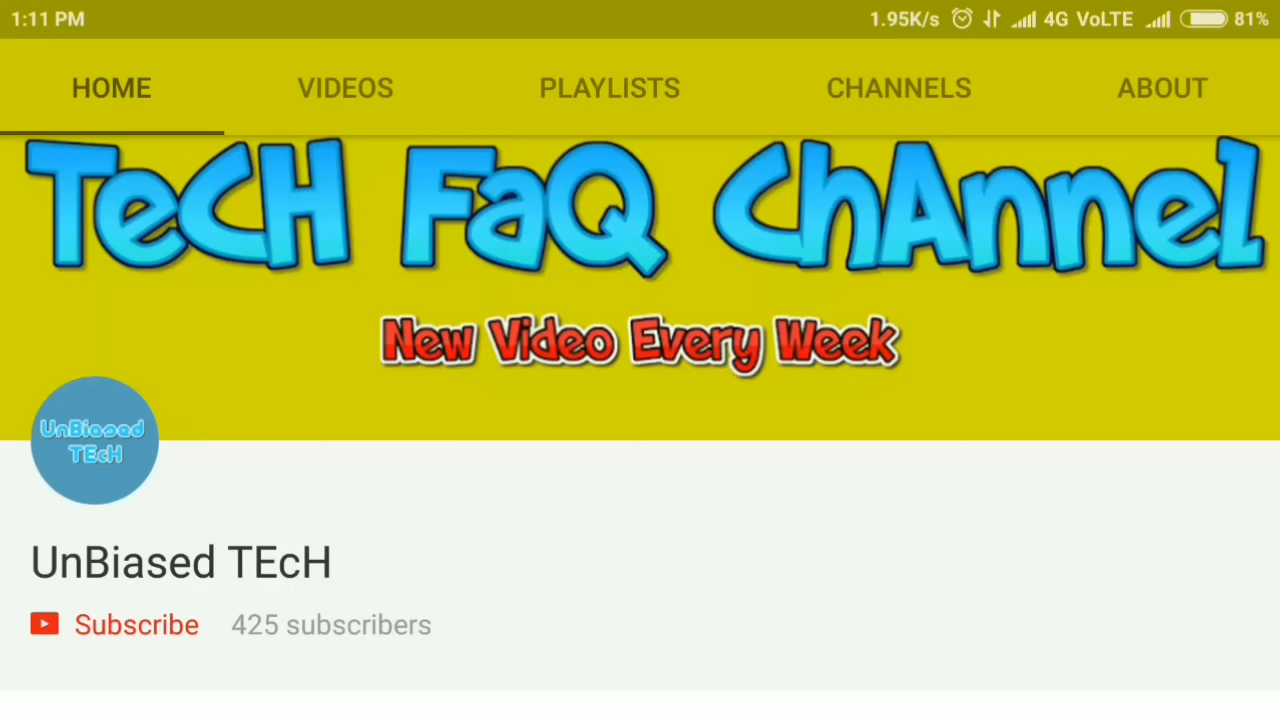 1:11 PM 1.95K/s 4G VoLTE 81%
HOME VIDEOS PLAYLISTS CHANNELS ABOUT
TeCH FaQ ChAnnel
New Video Every Week
UnBiased
TEcH
UnBiased TEcH
Subscribe 425 subscribers